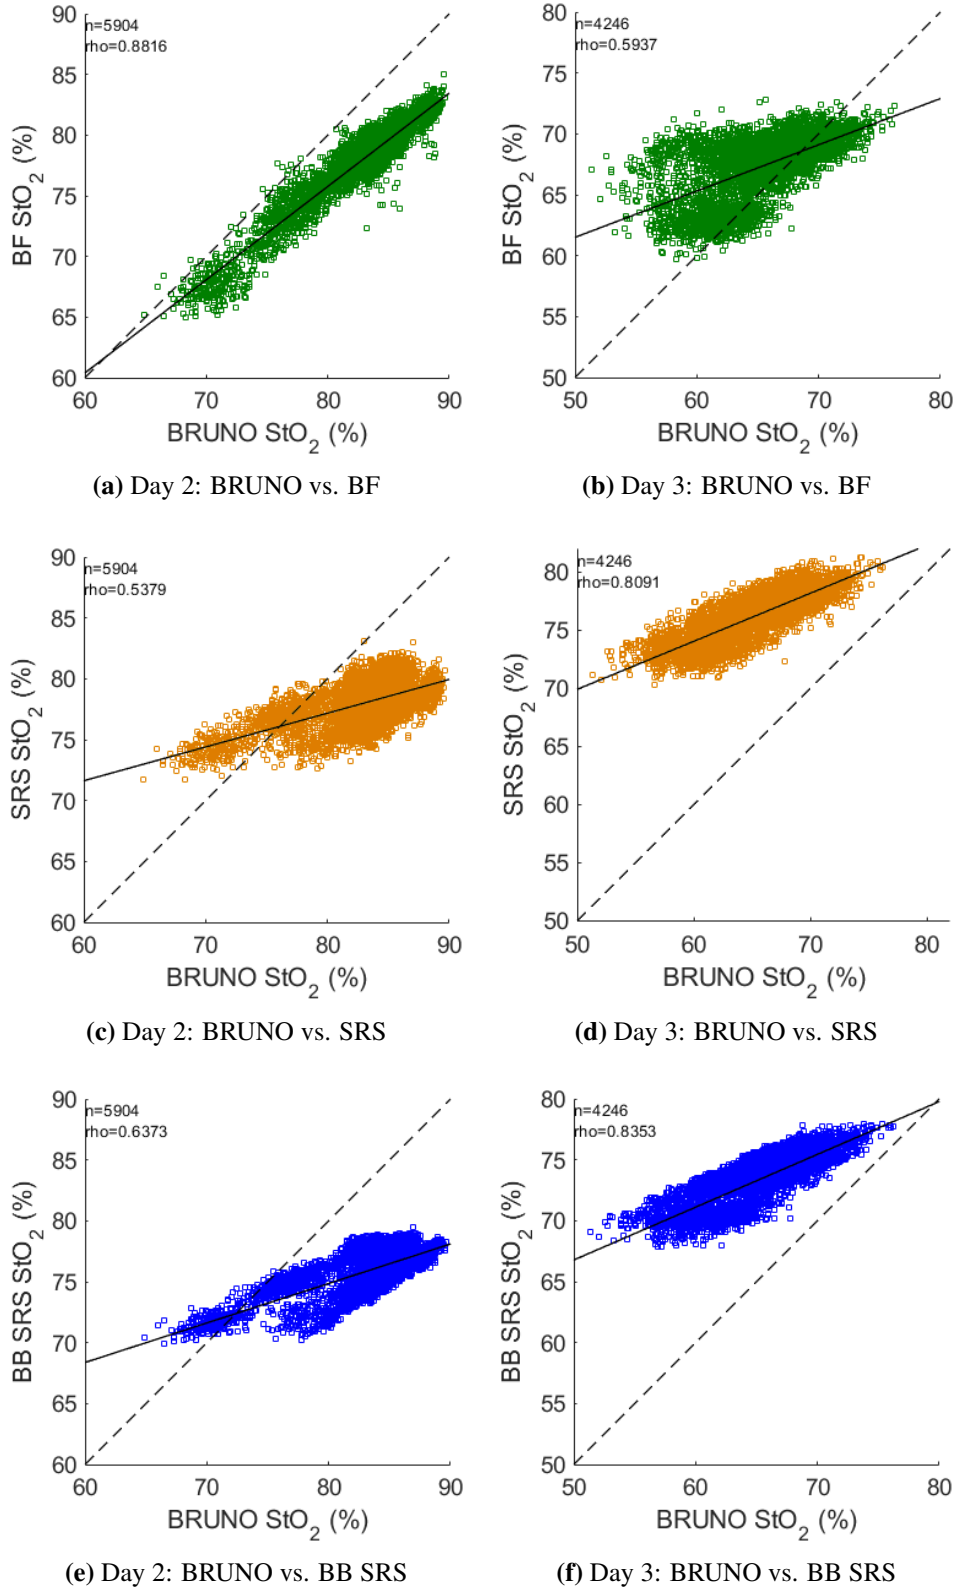 n=5904
rho=0.8816
90
85
80
75
70
65
60
60 70 80 90
BF StO₂ (%)
BRUNO StO₂ (%)
(a) Day 2: BRUNO vs. BF
n=4246
rho=0.5937
80
75
70
65
60
55
50
50 60 70 80
BF StO₂ (%)
BRUNO StO₂ (%)
(b) Day 3: BRUNO vs. BF
n=5904
rho=0.5379
90
85
80
75
70
65
60
60 70 80 90
SRS StO₂ (%)
BRUNO StO₂ (%)
(c) Day 2: BRUNO vs. SRS
n=4246
rho=0.8091
80
75
70
65
60
55
50
50 60 70 80
SRS StO₂ (%)
BRUNO StO₂ (%)
(d) Day 3: BRUNO vs. SRS
n=5904
rho=0.6373
90
85
80
75
70
65
60
60 70 80 90
BB SRS StO₂ (%)
BRUNO StO₂ (%)
(e) Day 2: BRUNO vs. BB SRS
n=4246
rho=0.8353
80
75
70
65
60
55
50
50 60 70 80
BB SRS StO₂ (%)
BRUNO StO₂ (%)
(f) Day 3: BRUNO vs. BB SRS